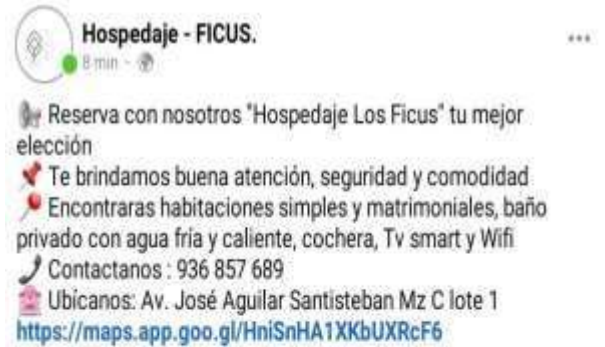 Hospedaje - FICUS.
8 min
Reserva con nosotros "Hospedaje Los Ficus" tu mejor
elección
Te brindamos buena atención, seguridad y comodidad
Encontraras habitaciones simples y matrimoniales, baño
privado con agua fría y caliente, cochera, Tv smart y Wifi
Contactanos : 936 857 689
Ubícanos: Av. José Aguilar Santisteban Mz C lote 1
https://maps.app.goo.gl/HniSnHA1XKbUXRcF6